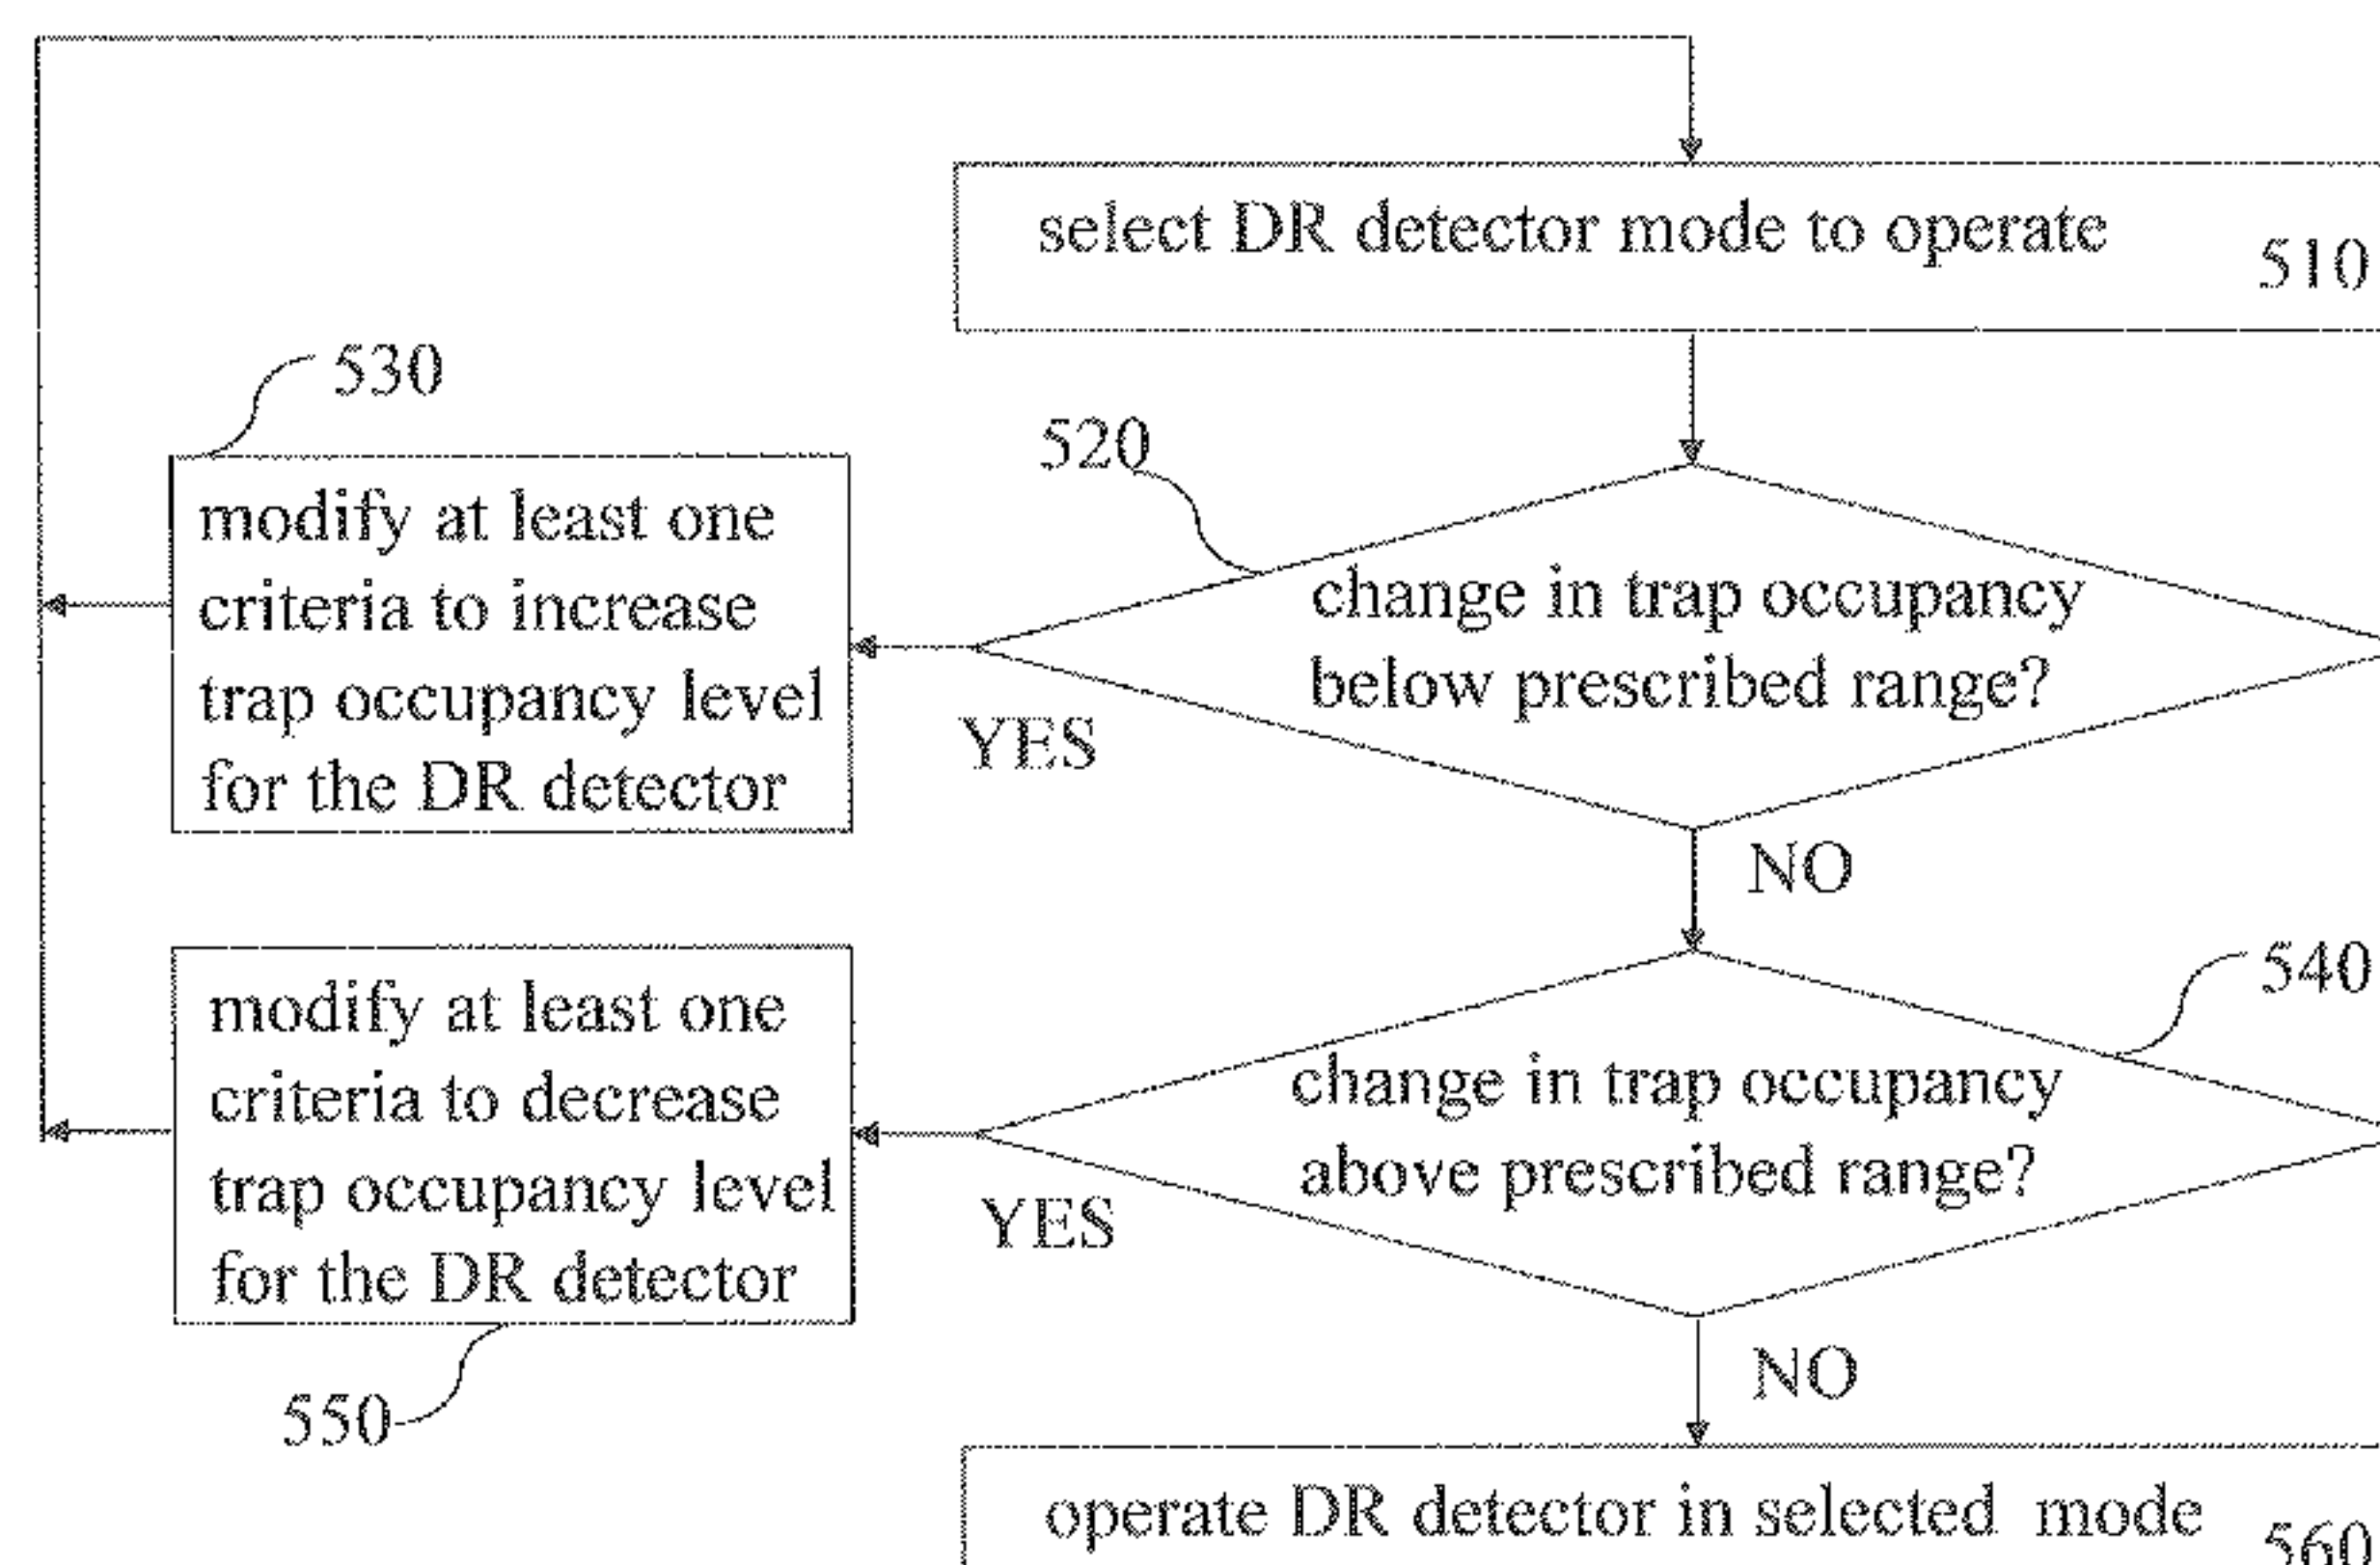 select DR detector mode to operate
510
530
modify at least one
criteria to increase
trap occupancy level
for the DR detector
520
change in trap occupancy
below prescribed range?
YES
NO
540
modify at least one
criteria to decrease
trap occupancy level
for the DR detector
550
change in trap occupancy
above prescribed range?
YES
NO
operate DR detector in selected mode
560